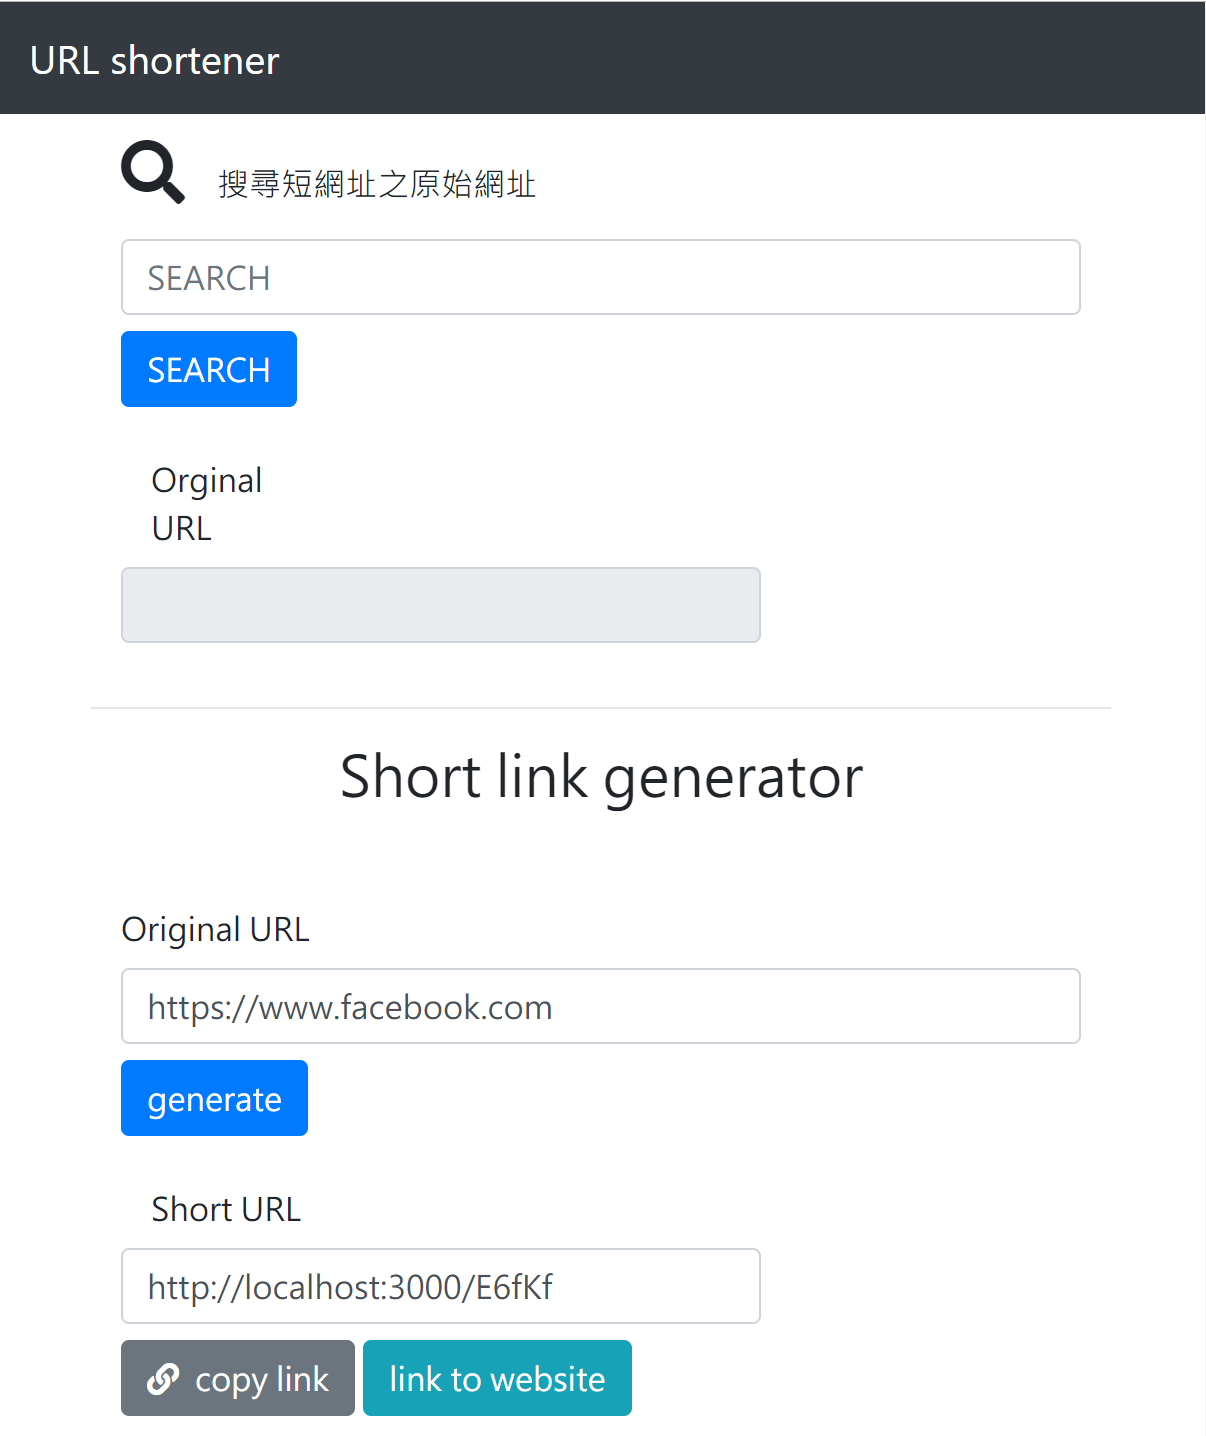 URL shortener
搜尋短網址之原始網址
SEARCH
SEARCH
Orginal
URL
Short link generator
Original URL
https://www.facebook.com
generate
Short URL
http://localhost:3000/E6fKf
copy link
link to website